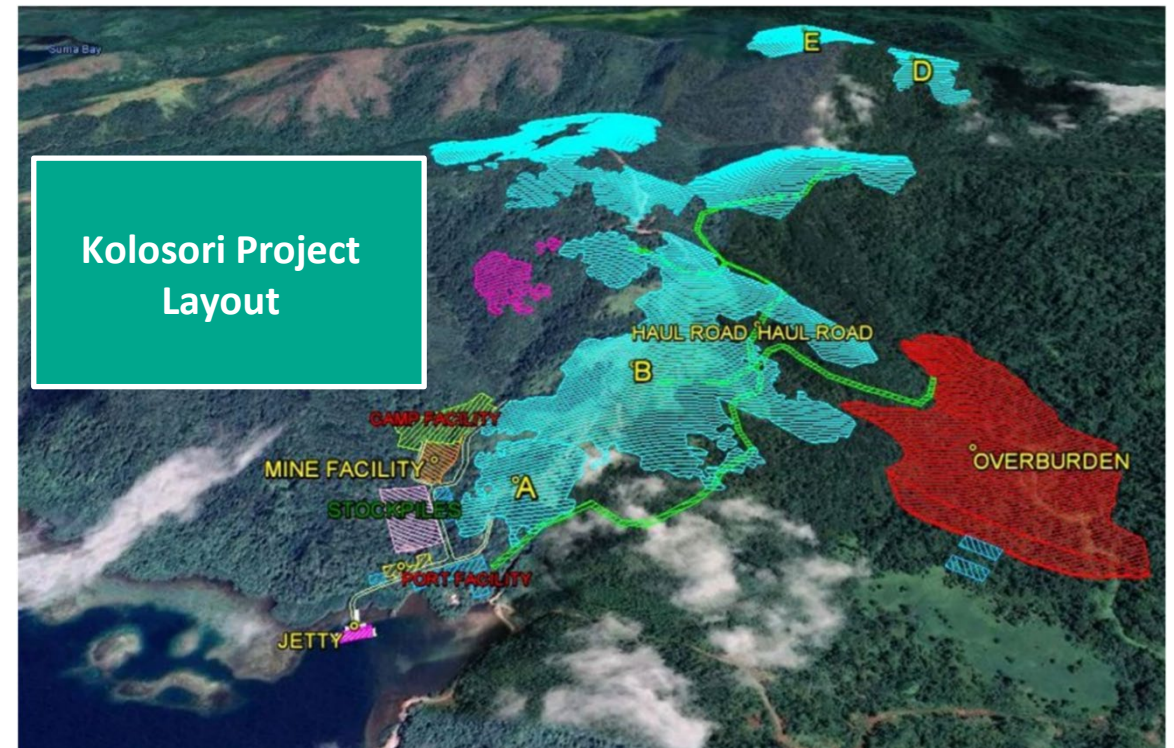 Suma Bay
E
D
Kolosori Project
Layout
HAUL ROAD HAUL ROAD
B
CAMP FACILITY
MINE FACILITY
A
OVERBURDEN
STOCKPILES
PORT FACILITY
JETTY